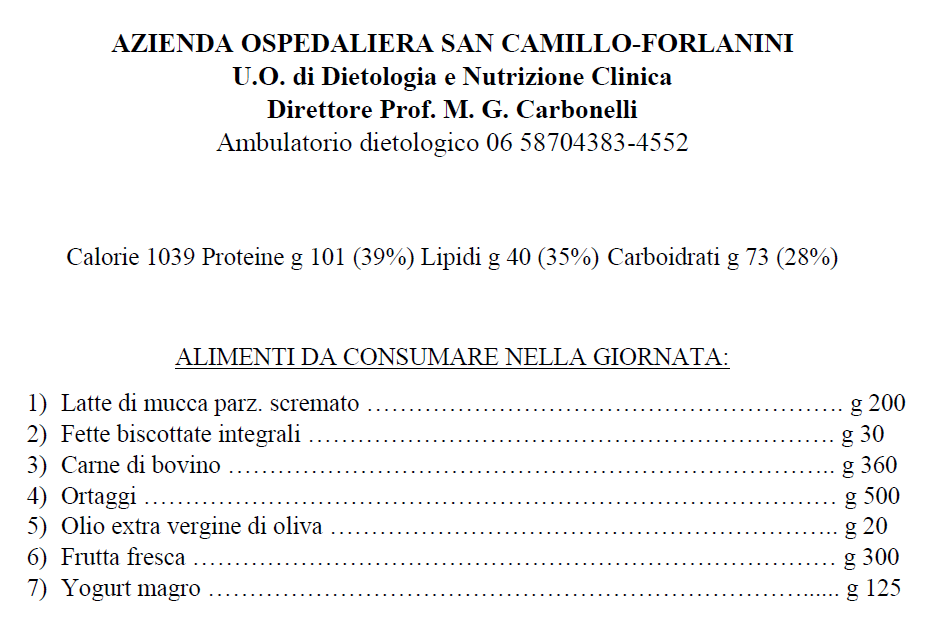 AZIENDA OSPEDALIERA SAN CAMILLO-FORLANINI
U.O. di Dietologia e Nutrizione Clinica
Direttore Prof. M. G. Carbonelli
Ambulatorio dietologico 06 58704383-4552
Calorie 1039 Proteine g 101 (39%) Lipidi g 40 (35%) Carboidrati g 73 (28%)
ALIMENTI DA CONSUMARE NELLA GIORNATA:
1) Latte di mucca parz. scremato …………………………………………………. g 200
2) Fette biscottate integrali ………………………………………………………. g 30
3) Carne di bovino ……………………………………………………………….. g 360
4) Ortaggi ………………………………………………………………………… g 500
5) Olio extra vergine di oliva …………………………………………………….. g 20
6) Frutta fresca …………………………………………………………………… g 300
7) Yogurt magro ………………………………………………………………...... g 125